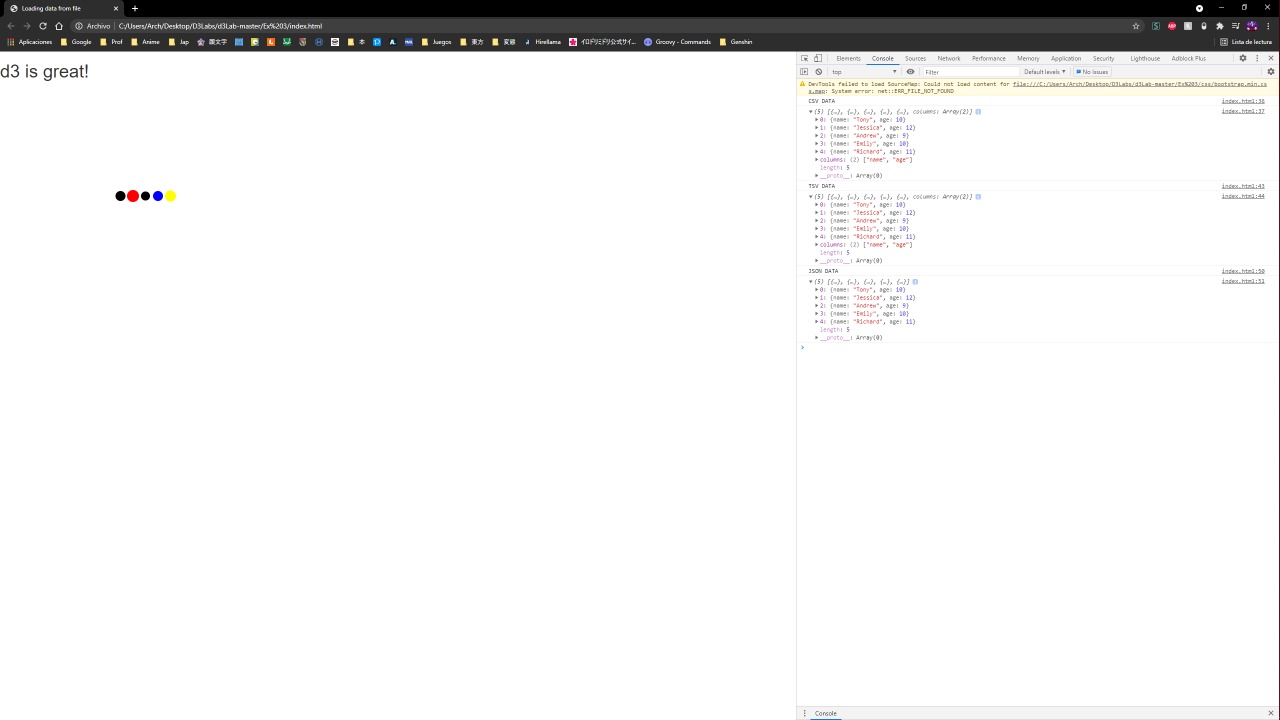 Loading data from file
Archivo C:/Users/Arch/Desktop/D3Labs/d3Lab-master/Ex%203/index.html
Aplicaciones Google Prof Anime Jap 顔文字 本 Juegos 東方 変態 Hirellama イロドリミドリ公式サイ... Groovy - Commands Genshin Lista de lectura
d3 is great!
Elements Console Sources Network Performance Memory Application Security Lighthouse Adblock Plus
top Filter Default levels No Issues
DevTools failed to load SourceMap: Could not load content for file:///C:/Users/Arch/Desktop/D3Labs/d3Lab-master/Ex%203/css/bootstrap.min.cs
s.map: System error: net::ERR_FILE_NOT_FOUND
CSV DATA index.html:36
(5) [{…}, {…}, {…}, {…}, {…}, columns: Array(2)] index.html:37
0: {name: "Tony", age: 10}
1: {name: "Jessica", age: 12}
2: {name: "Andrew", age: 9}
3: {name: "Emily", age: 10}
4: {name: "Richard", age: 11}
columns: (2) ["name", "age"]
length: 5
__proto__: Array(0)
TSV DATA index.html:43
(5) [{…}, {…}, {…}, {…}, {…}, columns: Array(2)] index.html:44
0: {name: "Tony", age: 10}
1: {name: "Jessica", age: 12}
2: {name: "Andrew", age: 9}
3: {name: "Emily", age: 10}
4: {name: "Richard", age: 11}
columns: (2) ["name", "age"]
length: 5
__proto__: Array(0)
JSON DATA index.html:50
(5) [{…}, {…}, {…}, {…}, {…}] index.html:51
0: {name: "Tony", age: 10}
1: {name: "Jessica", age: 12}
2: {name: "Andrew", age: 9}
3: {name: "Emily", age: 10}
4: {name: "Richard", age: 11}
length: 5
__proto__: Array(0)
Console